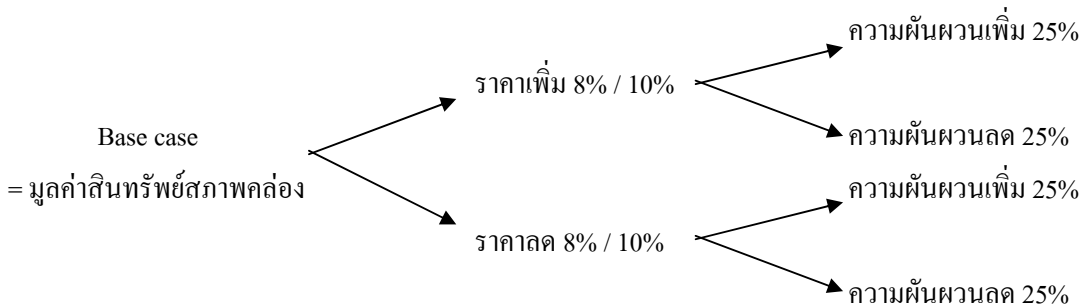 ความผันผวนเพิ่ม 25%
ราคาเพิ่ม 8% / 10%
ความผันผวนลด 25%
Base case
= มูลค่าสินทรัพย์สภาพคล่อง
ความผันผวนเพิ่ม 25%
ราคาลด 8% / 10%
ความผันผวนลด 25%